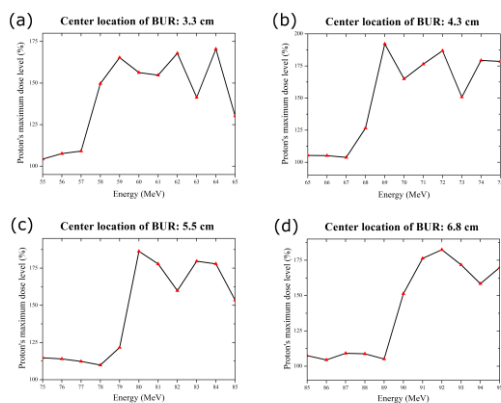 (a)
Center location of BUR: 3.3 cm
Proton's maximum dose level (%)
175
150
125
100
55 56 57 58 59 60 61 62 63 64 65
Energy (MeV)
(b)
Center location of BUR: 4.3 cm
Proton's maximum dose level (%)
200
175
150
125
100
65 66 67 68 69 70 71 72 73 74
Energy (MeV)
(c)
Center location of BUR: 5.5 cm
Proton's maximum dose level (%)
175
150
125
100
75 76 77 78 79 80 81 82 83 84 85
Energy (MeV)
(d)
Center location of BUR: 6.8 cm
Proton's maximum dose level (%)
175
150
125
100
85 86 87 88 89 90 91 92 93 94 95
Energy (MeV)